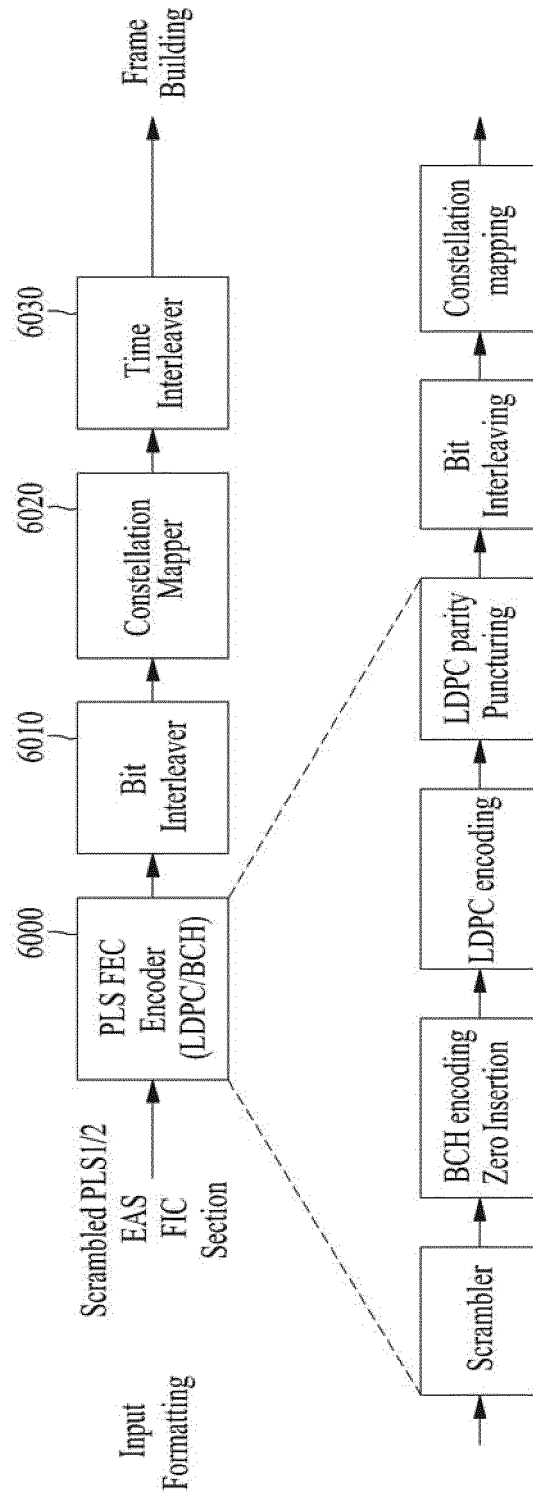 Input
Formatting
Scrambled PLS1/2
EAS
FIC
Section
6000
PLS FEC
Encoder
(LDPC/BCH)
6010
Bit
Interleaver
6020
Constellation
Mapper
6030
Time
Interleaver
Frame
Building
Scrambler
BCH encoding
Zero Insertion
LDPC encoding
LDPC parity
Puncturing
Bit
Interleaving
Constellation
mapping